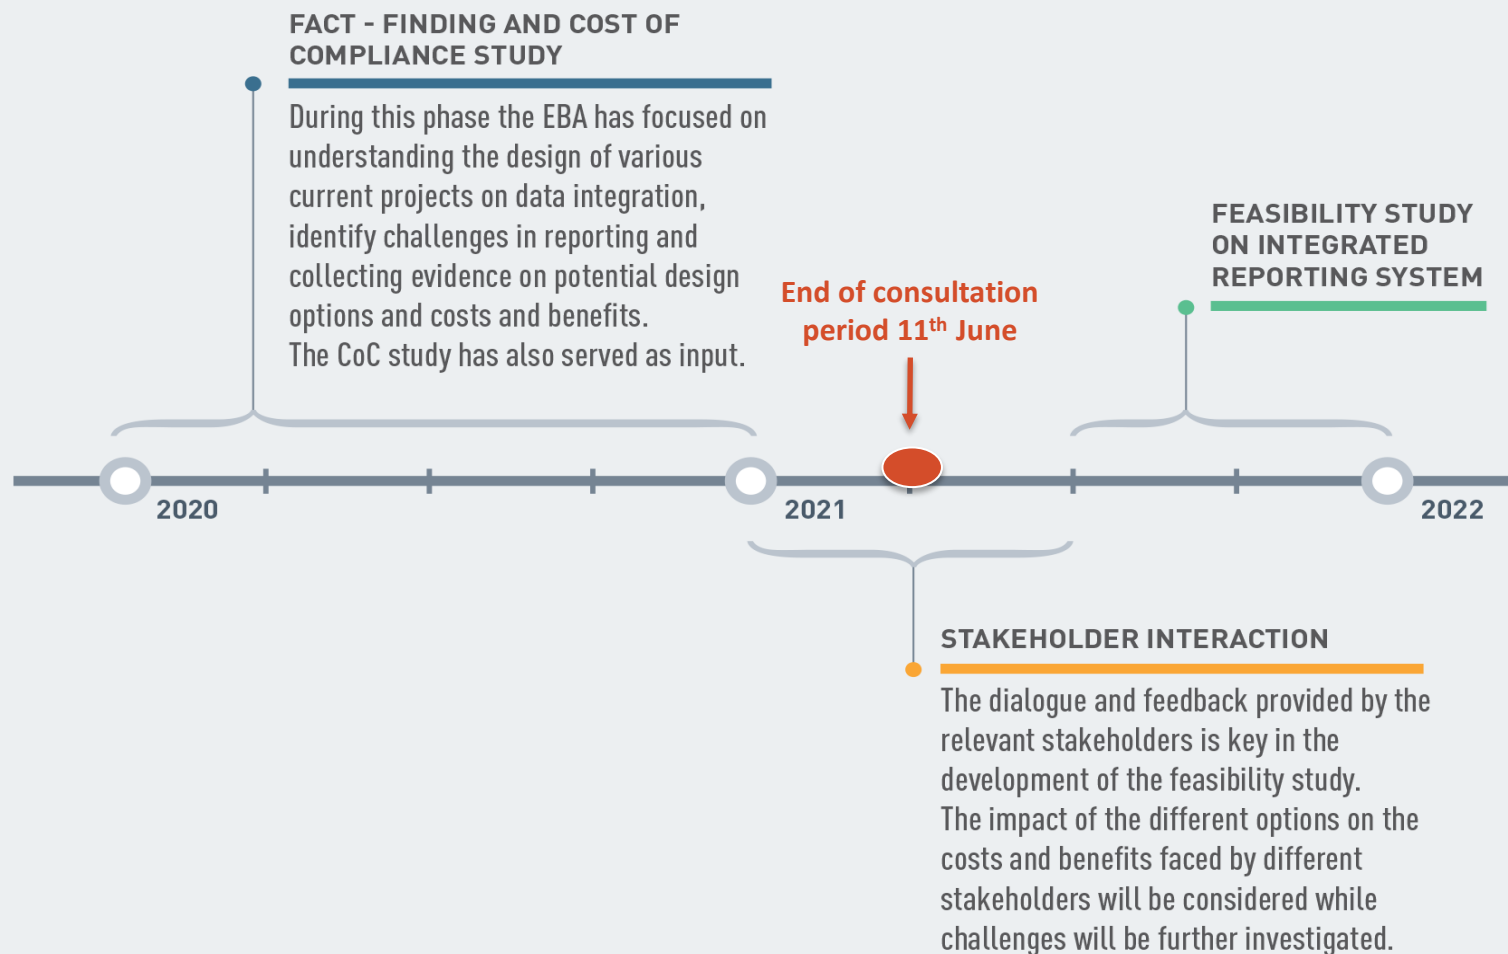 FACT - FINDING AND COST OF
COMPLIANCE STUDY
During this phase the EBA has focused on
understanding the design of various
current projects on data integration,
identify challenges in reporting and
collecting evidence on potential design
options and costs and benefits.
The CoC study has also served as input.
End of consultation
period 11th June
FEASIBILITY STUDY
ON INTEGRATED
REPORTING SYSTEM
2020
2021
2022
STAKEHOLDER INTERACTION
The dialogue and feedback provided by the
relevant stakeholders is key in the
development of the feasibility study.
The impact of the different options on the
costs and benefits faced by different
stakeholders will be considered while
challenges will be further investigated.